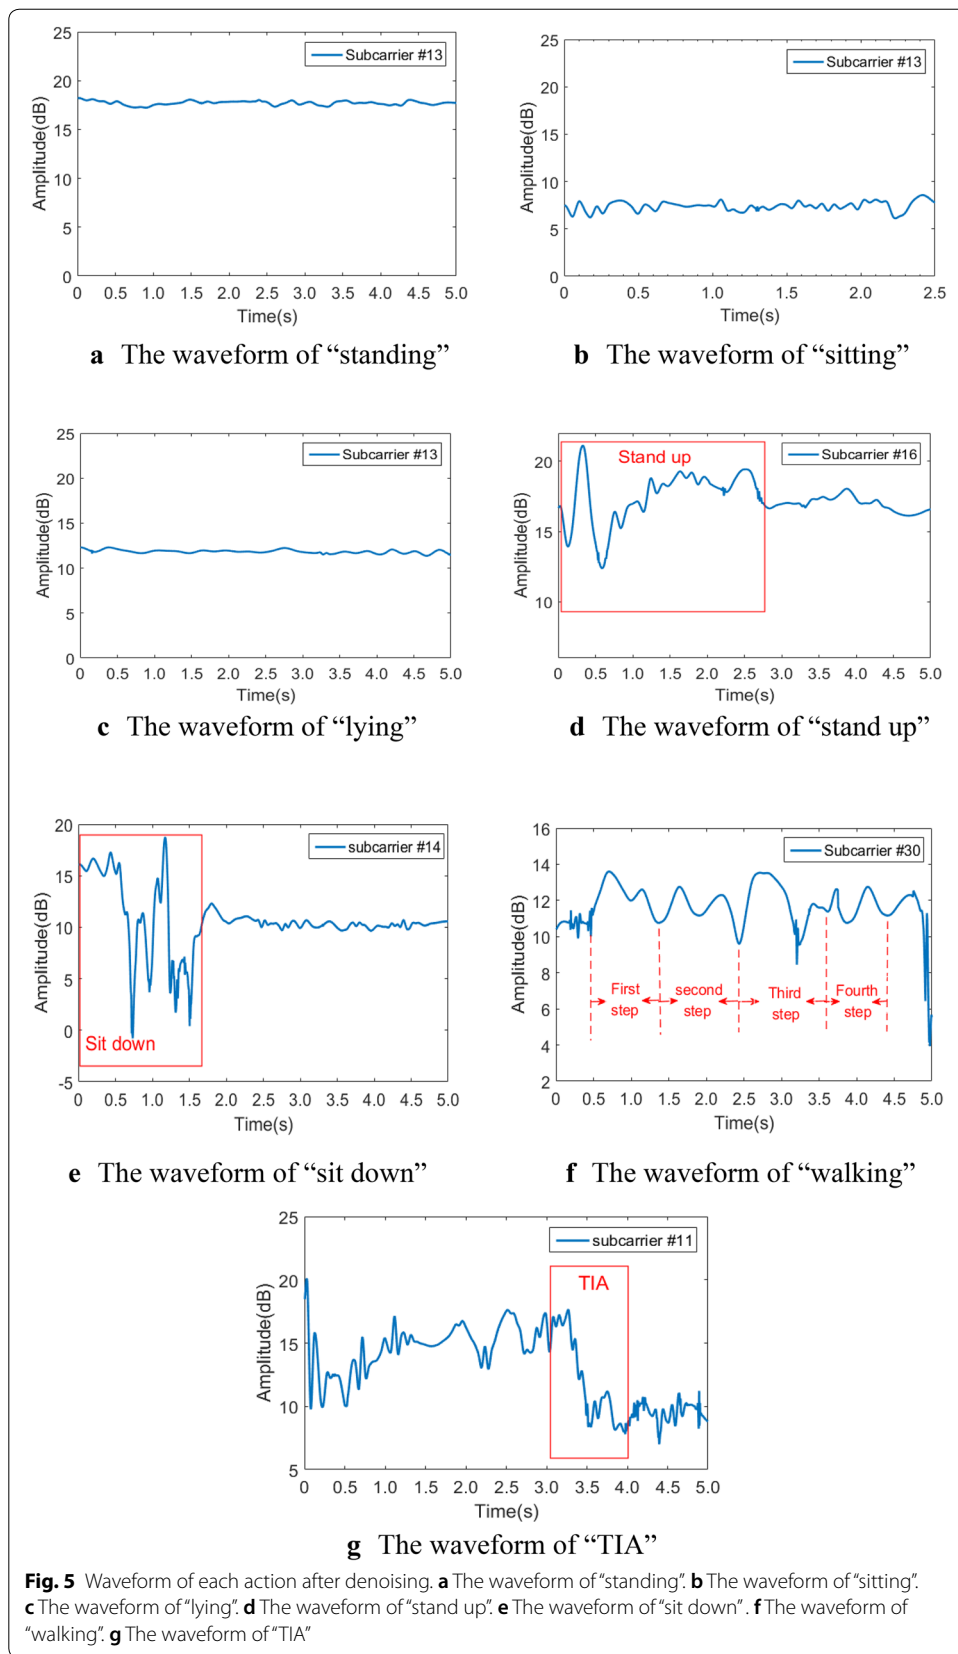 25
20
15
10
5
0
Amplitude(dB)
Subcarrier #13
0 0.5 1.0 1.5 2.0 2.5 3.0 3.5 4.0 4.5 5.0
Time(s)
a The waveform of “standing”
25
20
15
10
5
0
Amplitude(dB)
Subcarrier #13
0 0.5 1.0 1.5 2.0 2.5
Time(s)
b The waveform of “sitting”
25
20
15
10
5
0
Amplitude(dB)
Subcarrier #13
0 0.5 1.0 1.5 2.0 2.5 3.0 3.5 4.0 4.5 5.0
Time(s)
c The waveform of “lying”
20
15
10
Amplitude(dB)
Stand up
Subcarrier #16
0 0.5 1.0 1.5 2.0 2.5 3.0 3.5 4.0 4.5 5.0
Time(s)
d The waveform of “stand up”
20
15
10
5
0
-5
Amplitude(dB)
subcarrier #14
Sit down
0 0.5 1.0 1.5 2.0 2.5 3.0 3.5 4.0 4.5 5.0
Time(s)
e The waveform of “sit down”
16
14
12
10
8
6
4
2
Amplitude(dB)
Subcarrier #30
First
step
second
step
Third
step
Fourth
step
0 0.5 1.0 1.5 2.0 2.5 3.0 3.5 4.0 4.5 5.0
Time(s)
f The waveform of “walking”
25
20
15
10
5
Amplitude(dB)
subcarrier #11
TIA
0 0.5 1.0 1.5 2.0 2.5 3.0 3.5 4.0 4.5 5.0
Time(s)
g The waveform of “TIA”
Fig. 5 Waveform of each action after denoising. a The waveform of “standing”. b The waveform of “sitting”.
c The waveform of “lying”. d The waveform of “stand up”. e The waveform of “sit down” . f The waveform of
“walking”. g The waveform of “TIA”